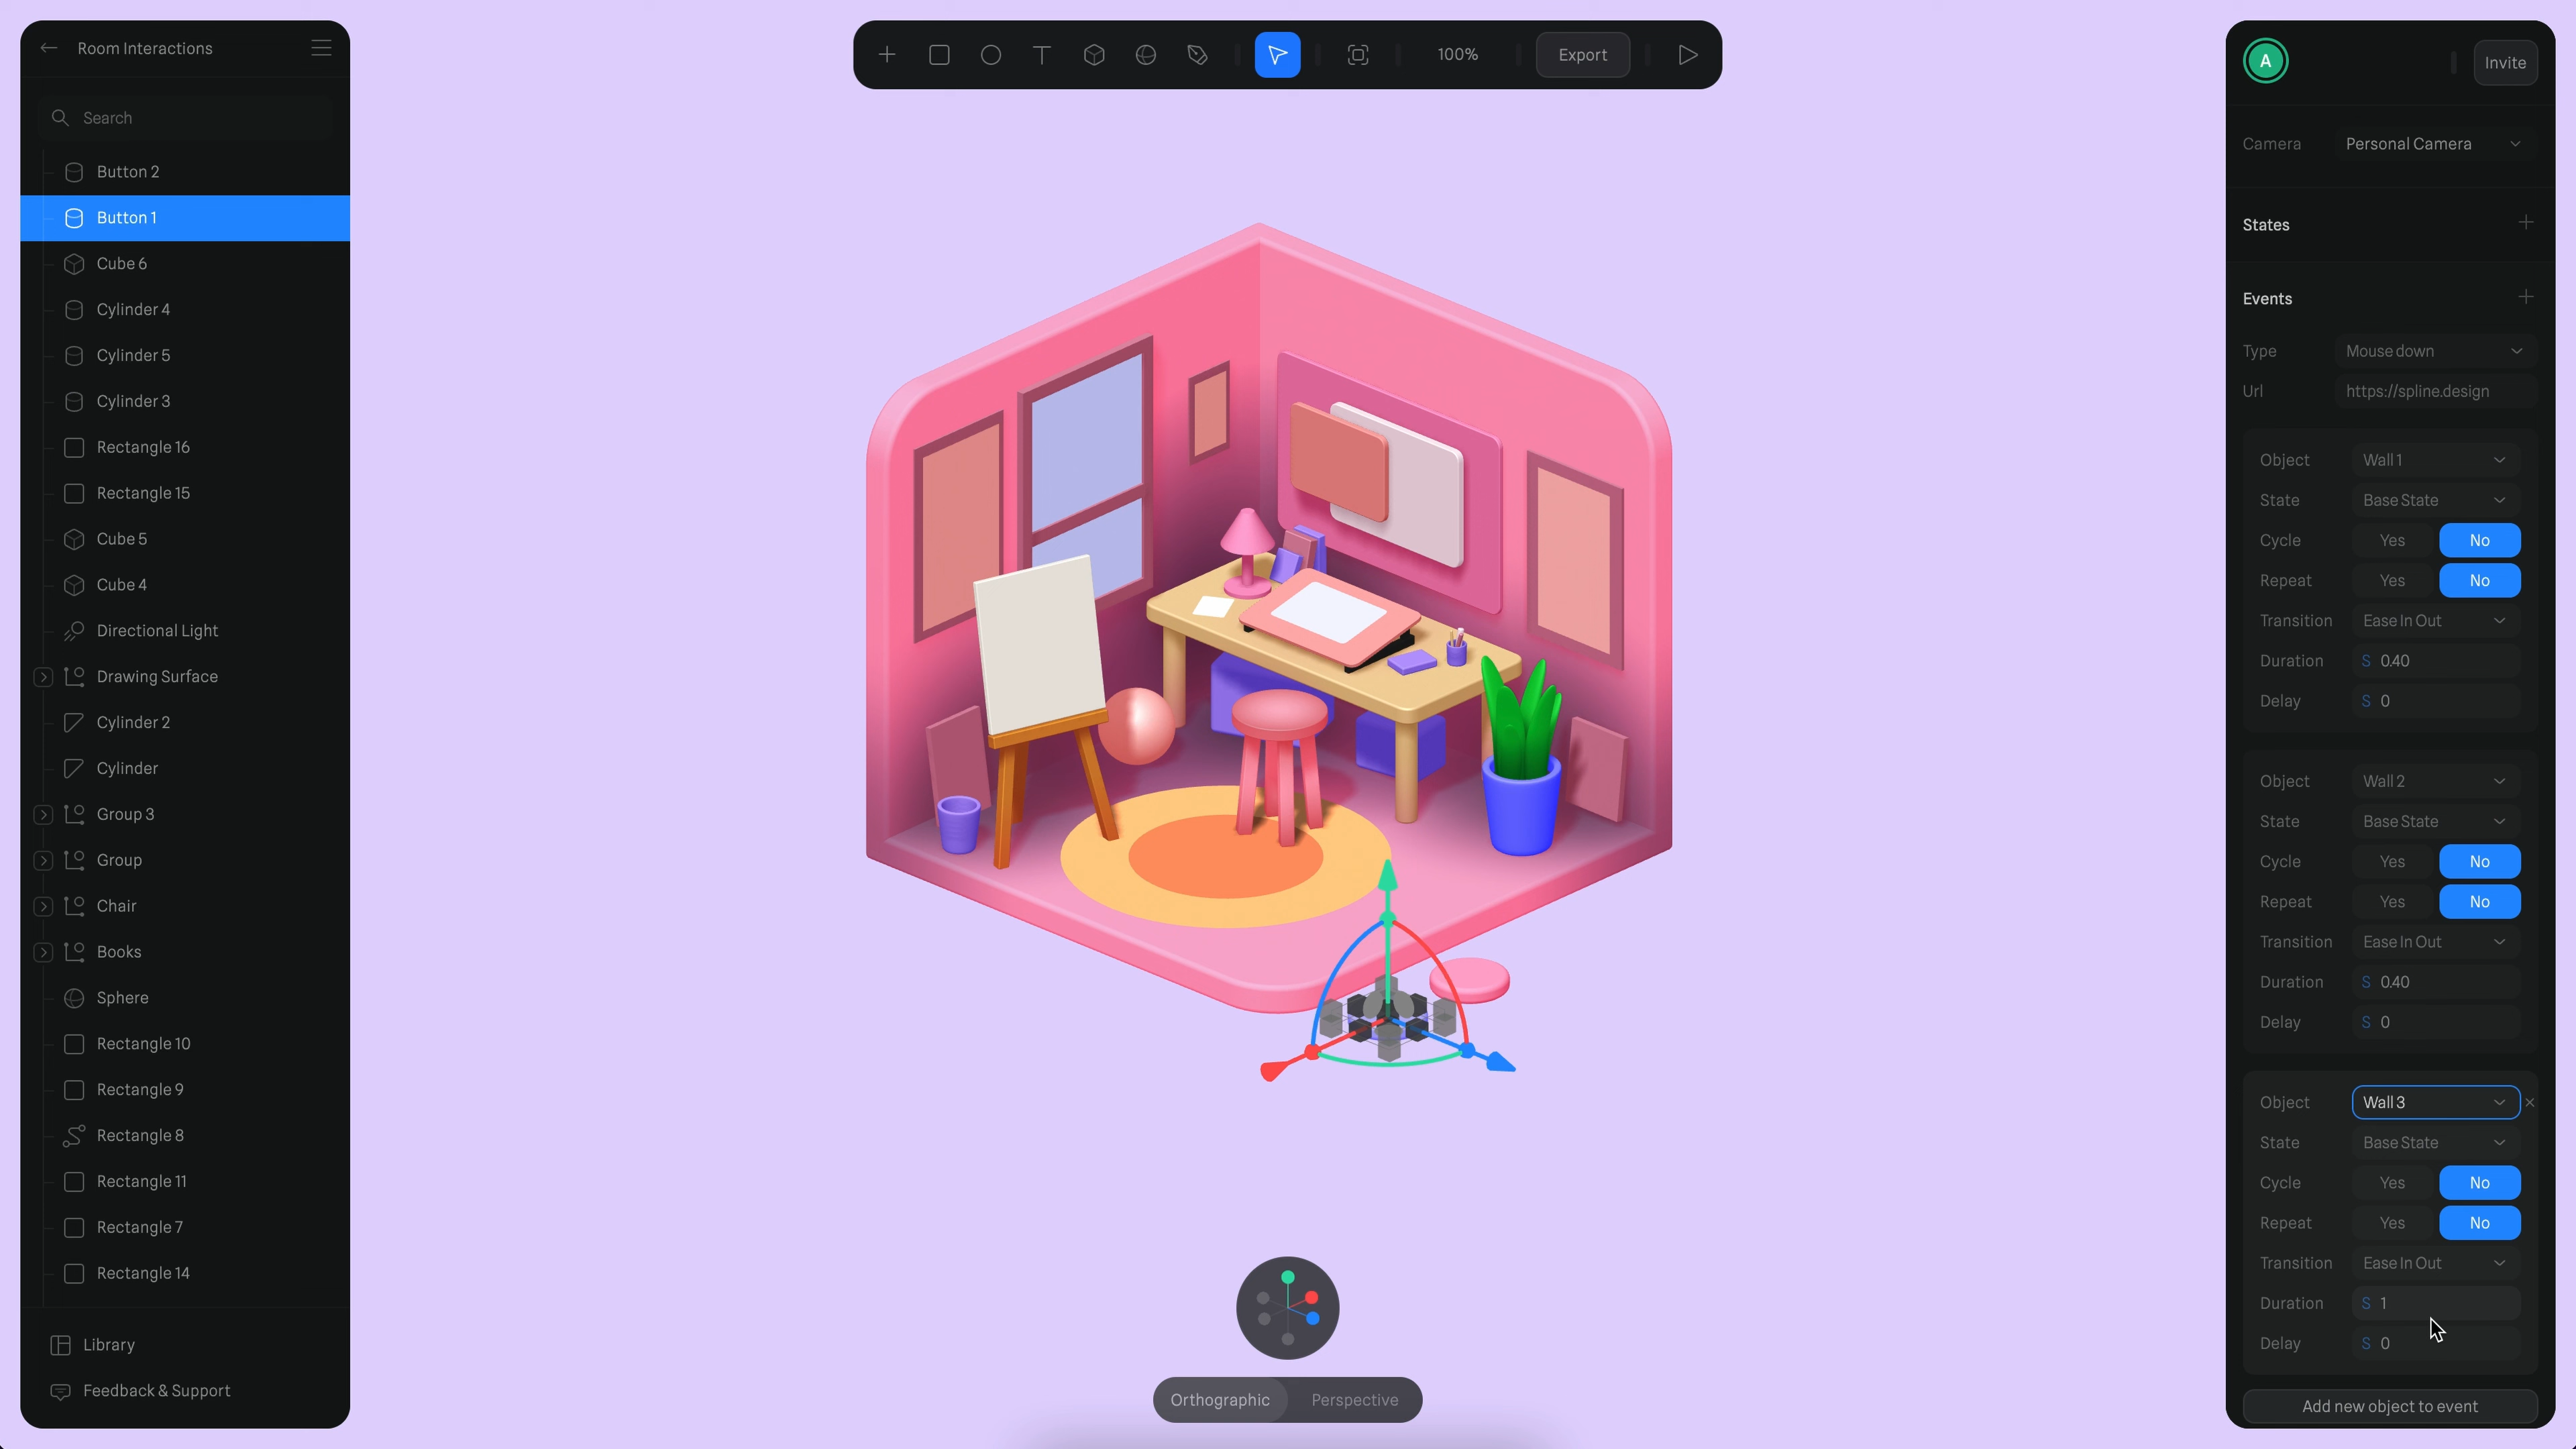 Room Interactions
Search
Button 2
Button 1
Cube 6
Cylinder 4
Cylinder 5
Cylinder 3
Rectangle 16
Rectangle 15
Cube 5
Cube 4
Directional Light
Drawing Surface
Cylinder 2
Cylinder
Group 3
Group
Chair
Books
Sphere
Rectangle 10
Rectangle 9
Rectangle 8
Rectangle 11
Rectangle 7
Rectangle 14
Library
Feedback & Support
100%
Export
Orthographic
Perspective
A
Invite
Camera Personal Camera
States
Events
Type Mouse down
Url https://spline.design
Object Wall 1
State Base State
Cycle Yes No
Repeat Yes No
Transition Ease In Out
Duration S 0.40
Delay S 0
Object Wall 2
State Base State
Cycle Yes No
Repeat Yes No
Transition Ease In Out
Duration S 0.40
Delay S 0
Object Wall 3
State Base State
Cycle Yes No
Repeat Yes No
Transition Ease In Out
Duration S 1
Delay S 0
Add new object to event